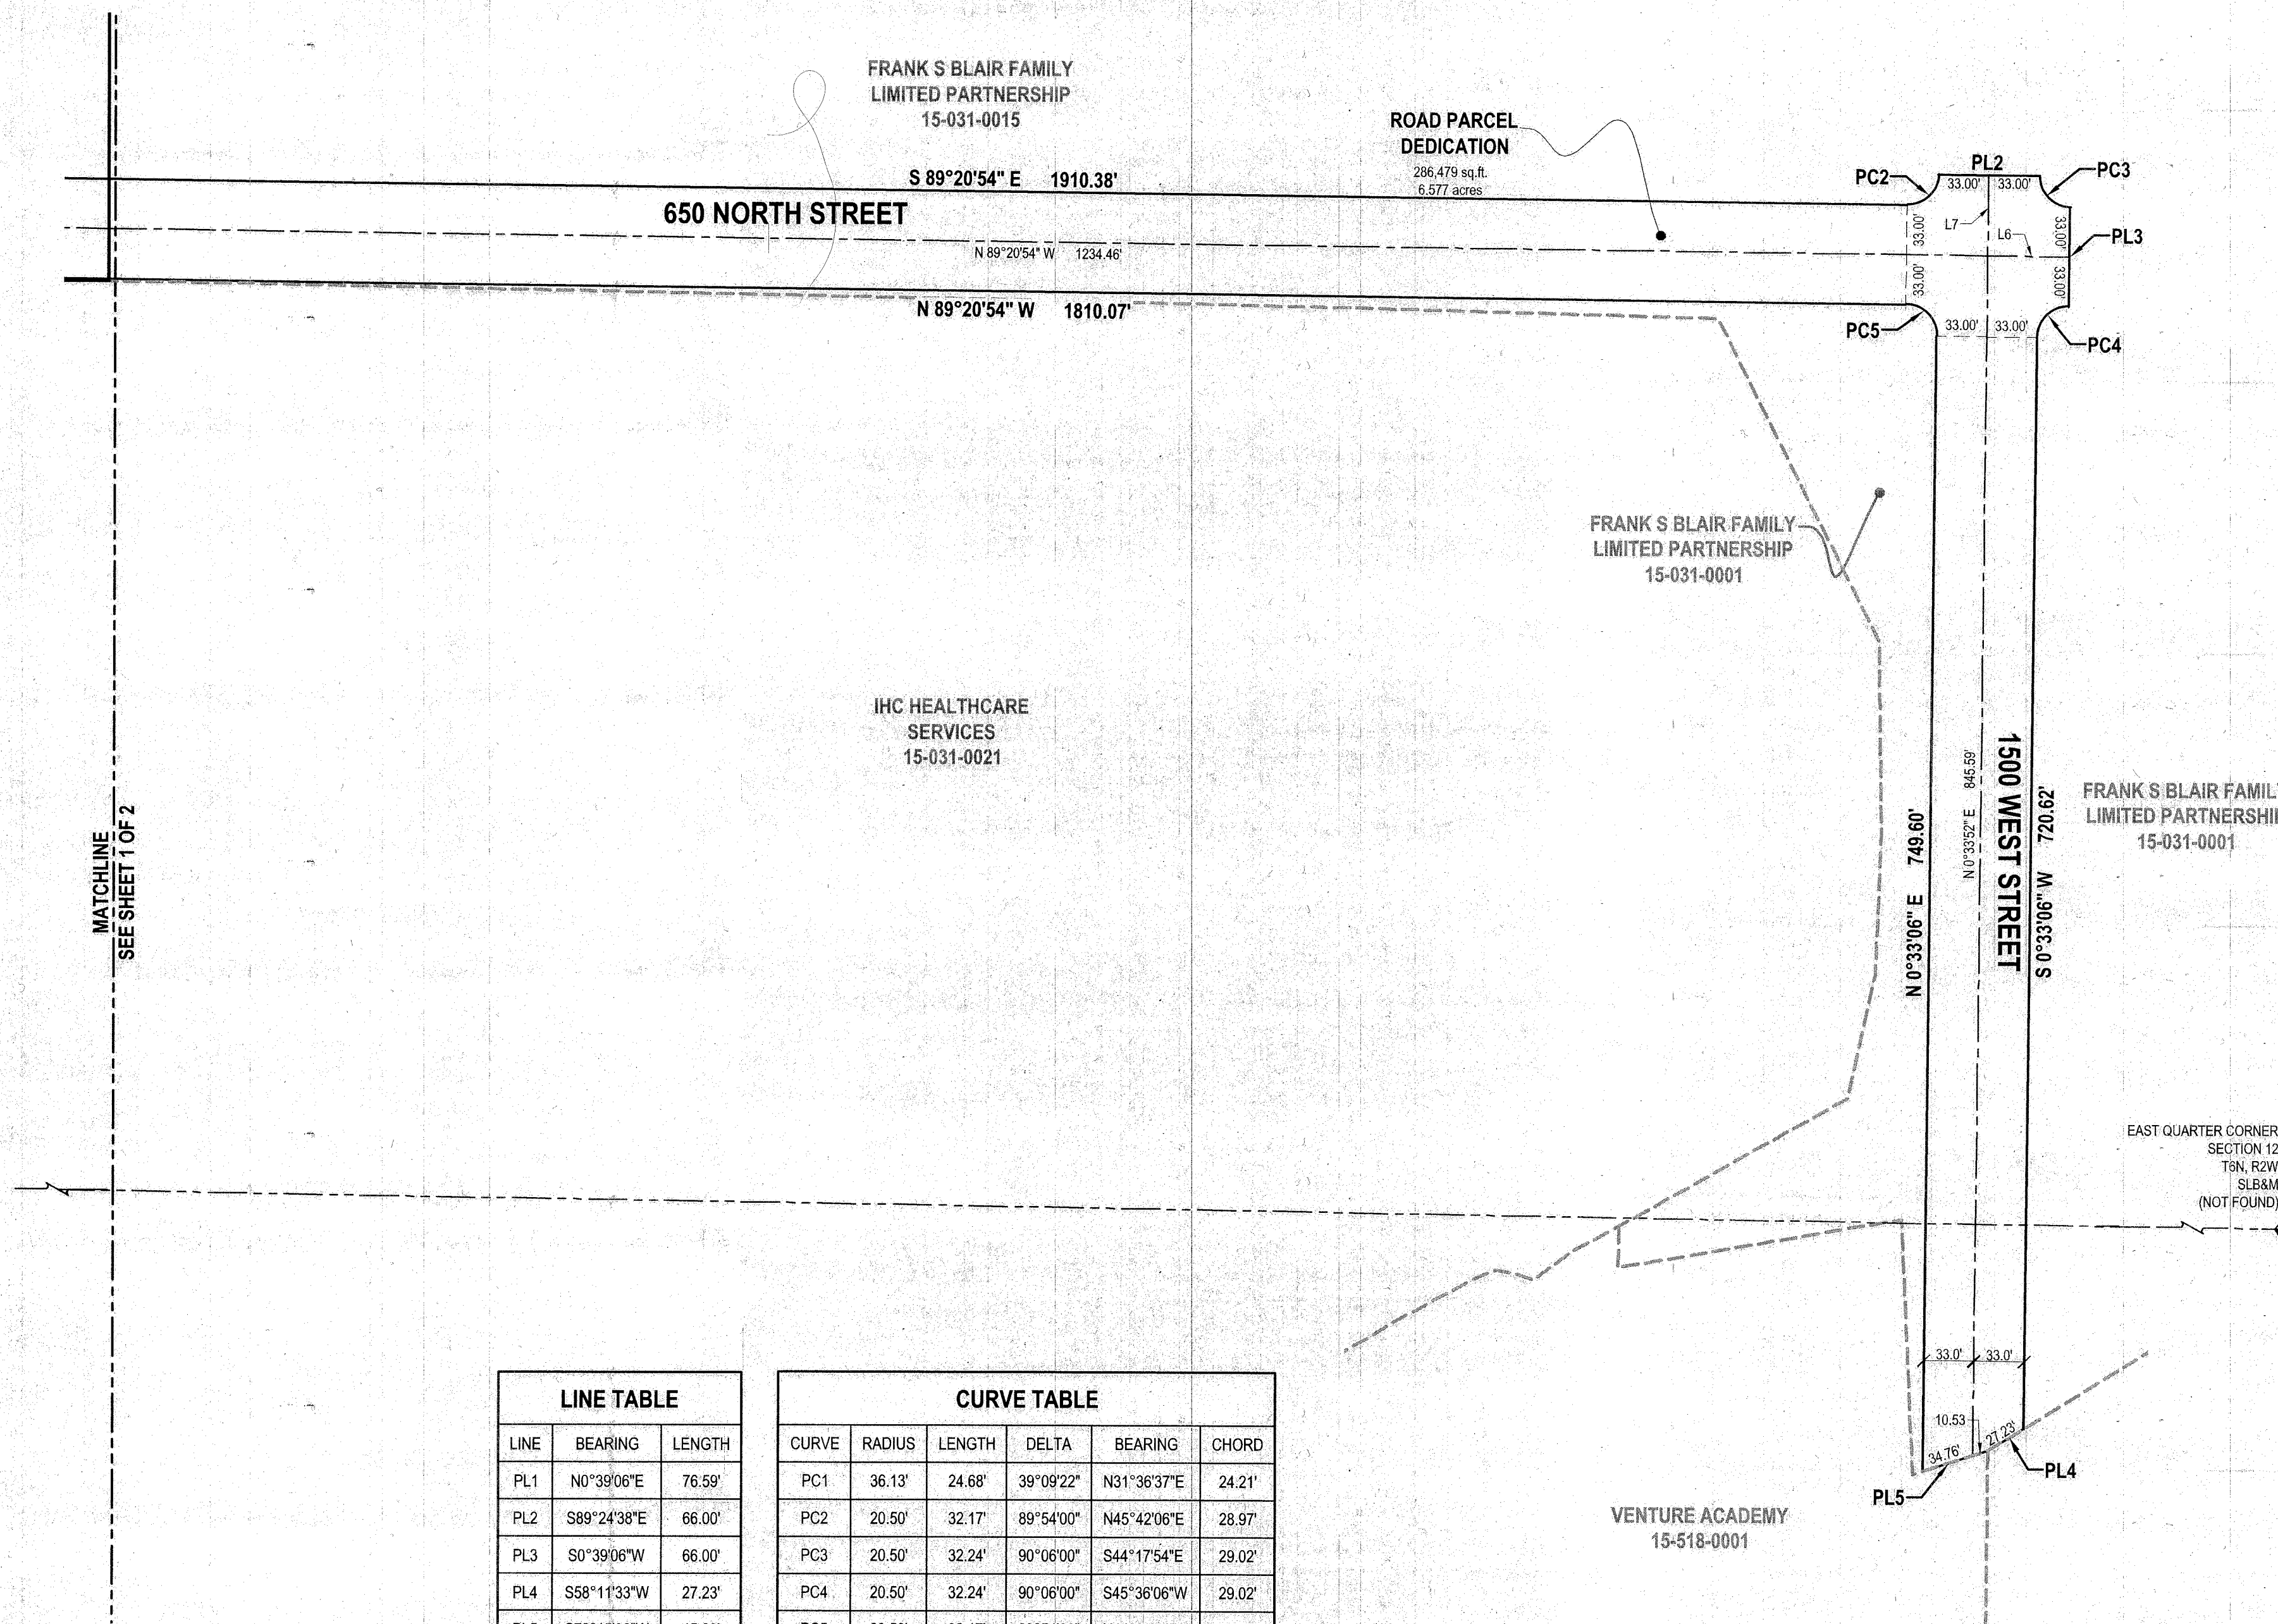 FRANK S BLAIR FAMILY
LIMITED PARTNERSHIP
15-031-0015
ROAD PARCEL
DEDICATION
286,479 sq.ft.
6.577 acres
S 89°20'54" E 1910.38'
650 NORTH STREET
N 89°20'54" W 1234.46'
N 89°20'54" W 1810.07'
PL2
PC2
PC3
33.00' 33.00'
L7
L6
33.00'
33.00'
33.00'
33.00'
PL3
PC5
33.00' 33.00'
PC4
FRANK S BLAIR FAMILY
LIMITED PARTNERSHIP
15-031-0001
IHC HEALTHCARE
SERVICES
15-031-0021
MATCHLINE
SEE SHEET 1 OF 2
N 0°33'06" E 749.60'
N 0°33'52" E 845.59'
1500 WEST STREET
S 0°33'06" W 720.62'
FRANK S BLAIR FAMIL
LIMITED PARTNERSHI
15-031-0001
EAST QUARTER CORNER
SECTION 12
T6N, R2W
SLB&M
(NOT FOUND)
33.0' 33.0'
10.53
34.76'
27.23'
PL4
PL5
VENTURE ACADEMY
15-518-0001
LINE TABLE
LINE BEARING LENGTH
PL1 N0°39'06"E 76.59'
PL2 S89°24'38"E 66.00'
PL3 S0°39'06"W 66.00'
PL4 S58°11'33"W 27.23'
CURVE TABLE
CURVE RADIUS LENGTH DELTA BEARING CHORD
PC1 36.13' 24.68' 39°09'22" N31°36'37"E 24.21'
PC2 20.50' 32.17' 89°54'00" N45°42'06"E 28.97'
PC3 20.50' 32.24' 90°06'00" S44°17'54"E 29.02'
PC4 20.50' 32.24' 90°06'00" S45°36'06"W 29.02'